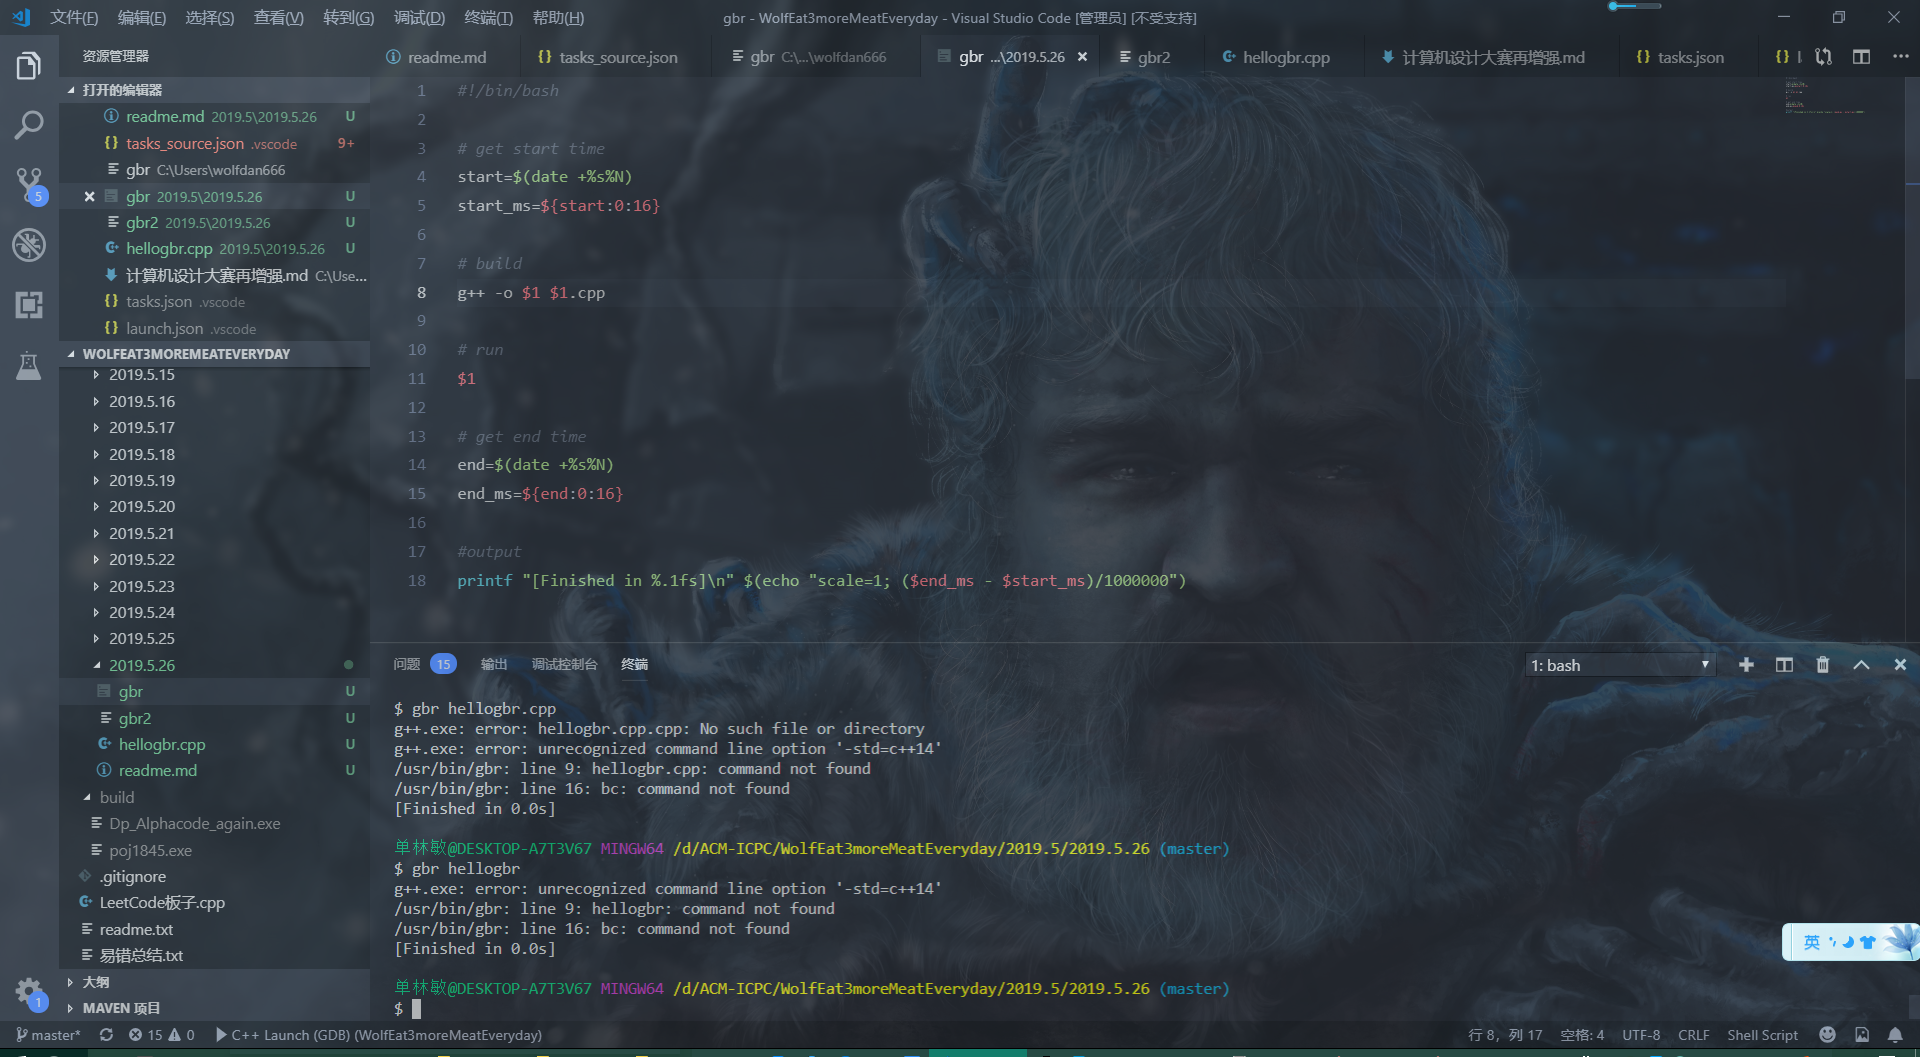 文件(F) 编辑(E) 选择(S) 查看(V) 转到(G) 调试(D) 终端(T) 帮助(H)
gbr - WolfEat3moreMeatEveryday - Visual Studio Code [管理员] [不受支持]
资源管理器
readme.md
tasks_source.json
gbr C:\...\wolfdan666
gbr ...\2019.5.26
gbr2
hellogbr.cpp
计算机设计大赛再增强.md
tasks.json
打开的编辑器
readme.md 2019.5\2019.5.26 U
tasks_source.json .vscode 9+
gbr C:\Users\wolfdan666
gbr 2019.5\2019.5.26 U
gbr2 2019.5\2019.5.26 U
hellogbr.cpp 2019.5\2019.5.26 U
计算机设计大赛再增强.md C:\Use...
tasks.json .vscode
launch.json .vscode
5
WOLFEAT3MOREMEATEVERYDAY
2019.5.15
2019.5.16
2019.5.17
2019.5.18
2019.5.19
2019.5.20
2019.5.21
2019.5.22
2019.5.23
2019.5.24
2019.5.25
2019.5.26
gbr U
gbr2 U
hellogbr.cpp U
readme.md U
build
Dp_Alphacode_again.exe
poj1845.exe
.gitignore
LeetCode板子.cpp
readme.txt
易错总结.txt
大纲
MAVEN 项目
1
1 #!/bin/bash
2
3 # get start time
4 start=$(date +%s%N)
5 start_ms=${start:0:16}
6
7 # build
8 g++ -o $1 $1.cpp
9
10 # run
11 $1
12
13 # get end time
14 end=$(date +%s%N)
15 end_ms=${end:0:16}
16
17 #output
18 printf "[Finished in %.1fs]\n" $(echo "scale=1; ($end_ms - $start_ms)/1000000")
问题 15 输出 调试控制台 终端
1: bash
$ gbr hellogbr.cpp
g++.exe: error: hellogbr.cpp.cpp: No such file or directory
g++.exe: error: unrecognized command line option '-std=c++14'
/usr/bin/gbr: line 9: hellogbr.cpp: command not found
/usr/bin/gbr: line 16: bc: command not found
[Finished in 0.0s]
单林敏@DESKTOP-A7T3V67 MINGW64 /d/ACM-ICPC/WolfEat3moreMeatEveryday/2019.5/2019.5.26 (master)
$ gbr hellogbr
g++.exe: error: unrecognized command line option '-std=c++14'
/usr/bin/gbr: line 9: hellogbr: command not found
/usr/bin/gbr: line 16: bc: command not found
[Finished in 0.0s]
单林敏@DESKTOP-A7T3V67 MINGW64 /d/ACM-ICPC/WolfEat3moreMeatEveryday/2019.5/2019.5.26 (master)
$
英
master* 15 0 C++ Launch (GDB) (WolfEat3moreMeatEveryday)
行 8，列 17 空格: 4 UTF-8 CRLF Shell Script